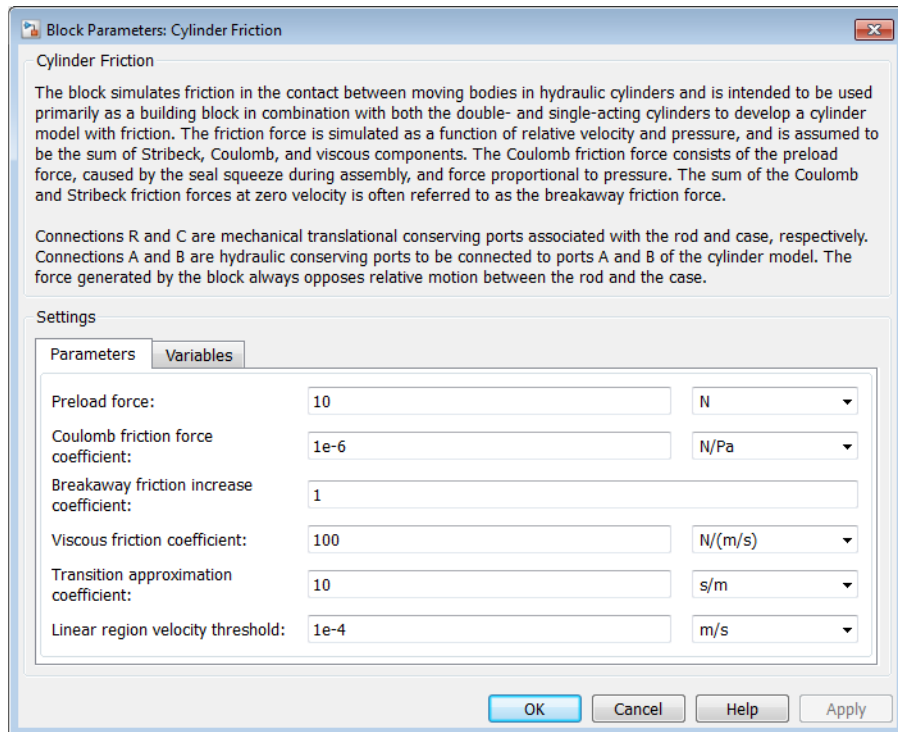 Block Parameters: Cylinder Friction
Cylinder Friction
The block simulates friction in the contact between moving bodies in hydraulic cylinders and is intended to be used
primarily as a building block in combination with both the double- and single-acting cylinders to develop a cylinder
model with friction. The friction force is simulated as a function of relative velocity and pressure, and is assumed to
be the sum of Stribeck, Coulomb, and viscous components. The Coulomb friction force consists of the preload
force, caused by the seal squeeze during assembly, and force proportional to pressure. The sum of the Coulomb
and Stribeck friction forces at zero velocity is often referred to as the breakaway friction force.
Connections R and C are mechanical translational conserving ports associated with the rod and case, respectively.
Connections A and B are hydraulic conserving ports to be connected to ports A and B of the cylinder model. The
force generated by the block always opposes relative motion between the rod and the case.
Settings
Parameters Variables
Preload force: 10 N
Coulomb friction force
coefficient: 1e-6 N/Pa
Breakaway friction increase
coefficient: 1
Viscous friction coefficient: 100 N/(m/s)
Transition approximation
coefficient: 10 s/m
Linear region velocity threshold: 1e-4 m/s
OK Cancel Help Apply